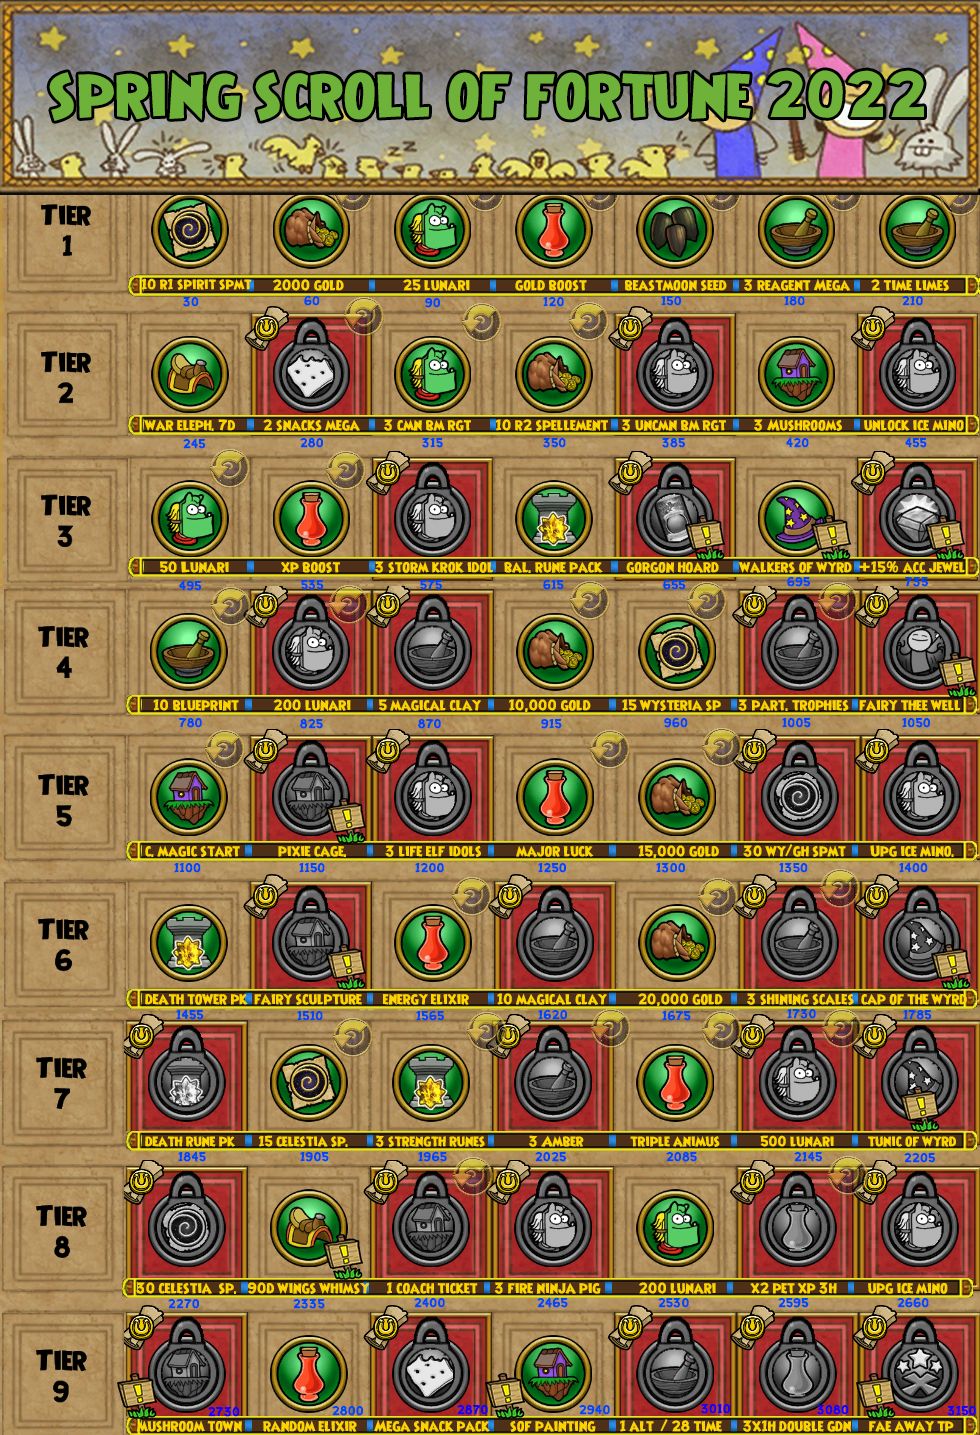 SPRING SCROLL OF FORTUNE 2022
TIER 1
10 R1 SPIRIT SPMT 2000 GOLD 25 LUNARI GOLD BOOST BEASTMOON SEED 3 REAGENT MEGA 2 TIME LIMES
30 60 90 120 150 180 210
TIER 2
WAR ELEPH. 7D 2 SNACKS MEGA 3 CMN BM RGT 10 R2 SPELLEMENT 3 UNCMN BM RGT 3 MUSHROOMS UNLOCK ICE MINO
245 280 315 350 385 420 455
TIER 3
50 LUNARI XP BOOST 3 STORM KROK IDOL BAL. RUNE PACK GORGON HOARD WALKERS OF WYRD +15% ACC JEWEL
495 535 575 615 655 695 755
TIER 4
10 BLUEPRINT 200 LUNARI 5 MAGICAL CLAY 10,000 GOLD 15 WYSTERIA SP 3 PART. TROPHIES FAIRY THEE WELL
780 825 870 915 960 1005 1050
TIER 5
C. MAGIC START PIXIE CAGE, 3 LIFE ELF IDOLS MAJOR LUCK 15,000 GOLD 30 WY/GH SPMT UPG ICE MINO.
1100 1150 1200 1250 1300 1350 1400
TIER 6
DEATH TOWER PK FAIRY SCULPTURE ENERGY ELIXIR 10 MAGICAL CLAY 20,000 GOLD 3 SHINING SCALES CAP OF THE WYRD
1455 1510 1565 1620 1675 1730 1785
TIER 7
DEATH RUNE PK 15 CELESTIA SP. 3 STRENGTH RUNES 3 AMBER TRIPLE ANIMUS 500 LUNARI TUNIC OF WYRD
1845 1905 1965 2025 2085 2145 2205
TIER 8
30 CELESTIA SP. 90D WINGS WHIMSY 1 COACH TICKET 3 FIRE NINJA PIG 200 LUNARI X2 PET XP 3H UPG ICE MINO
2270 2335 2400 2465 2530 2595 2660
TIER 9
2730 2800 2870 2940 3010 3080 3150
MUSHROOM TOWN RANDOM ELIXIR MEGA SNACK PACK SOF PAINTING 1 ALT / 28 TIME 3X1H DOUBLE GDN FAE AWAY TP